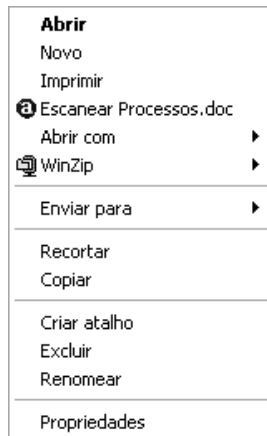 Abrir
Novo
Imprimir
Escanear Processos.doc
Abrir com
WinZip
Enviar para
Recortar
Copiar
Criar atalho
Excluir
Renomear
Propriedades